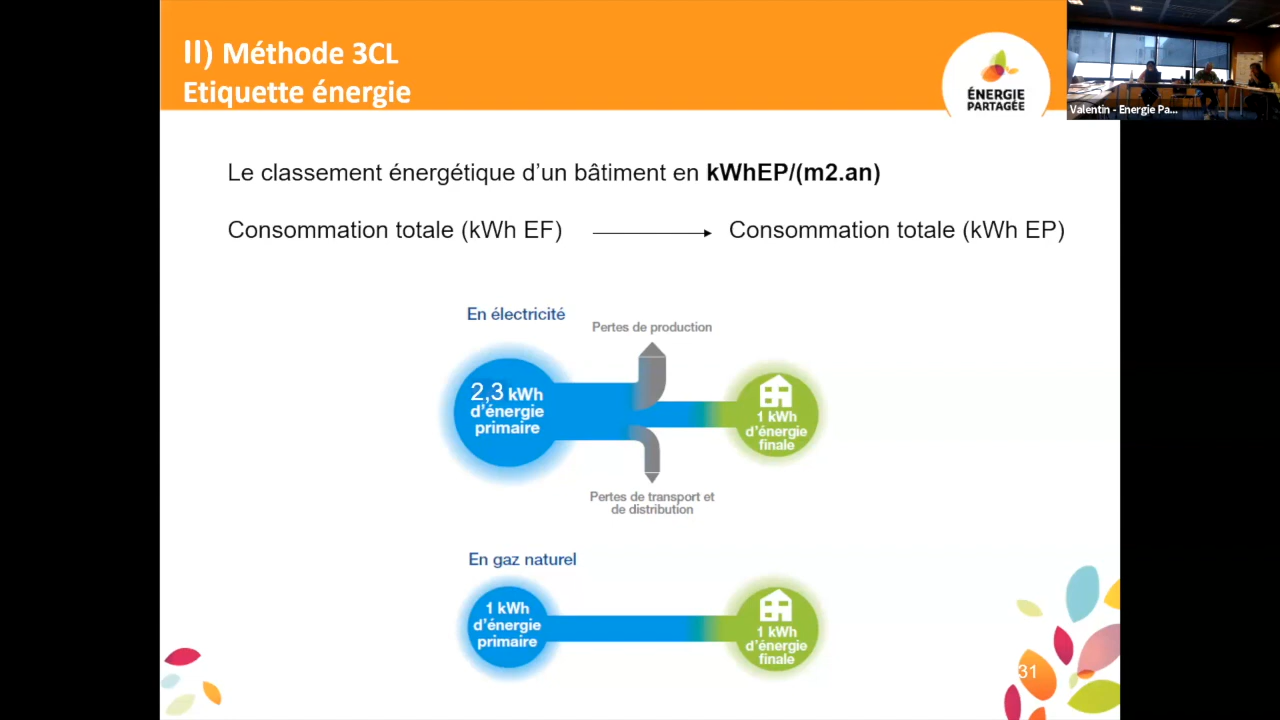 II) Méthode 3CL
Etiquette énergie
ÉNERGIE
PARTAGÉE
Valentin - Energie Pa...
Le classement énergétique d'un bâtiment en kWhEP/(m2.an)
Consommation totale (kWh EF)
Consommation totale (kWh EP)
En électricité
Pertes de production
2,3 kWh
d'énergie
primaire
1 kWh
d'énergie
finale
Pertes de transport et
de distribution
En gaz naturel
1 kWh
d'énergie
primaire
1 kWh
d'énergie
finale
31